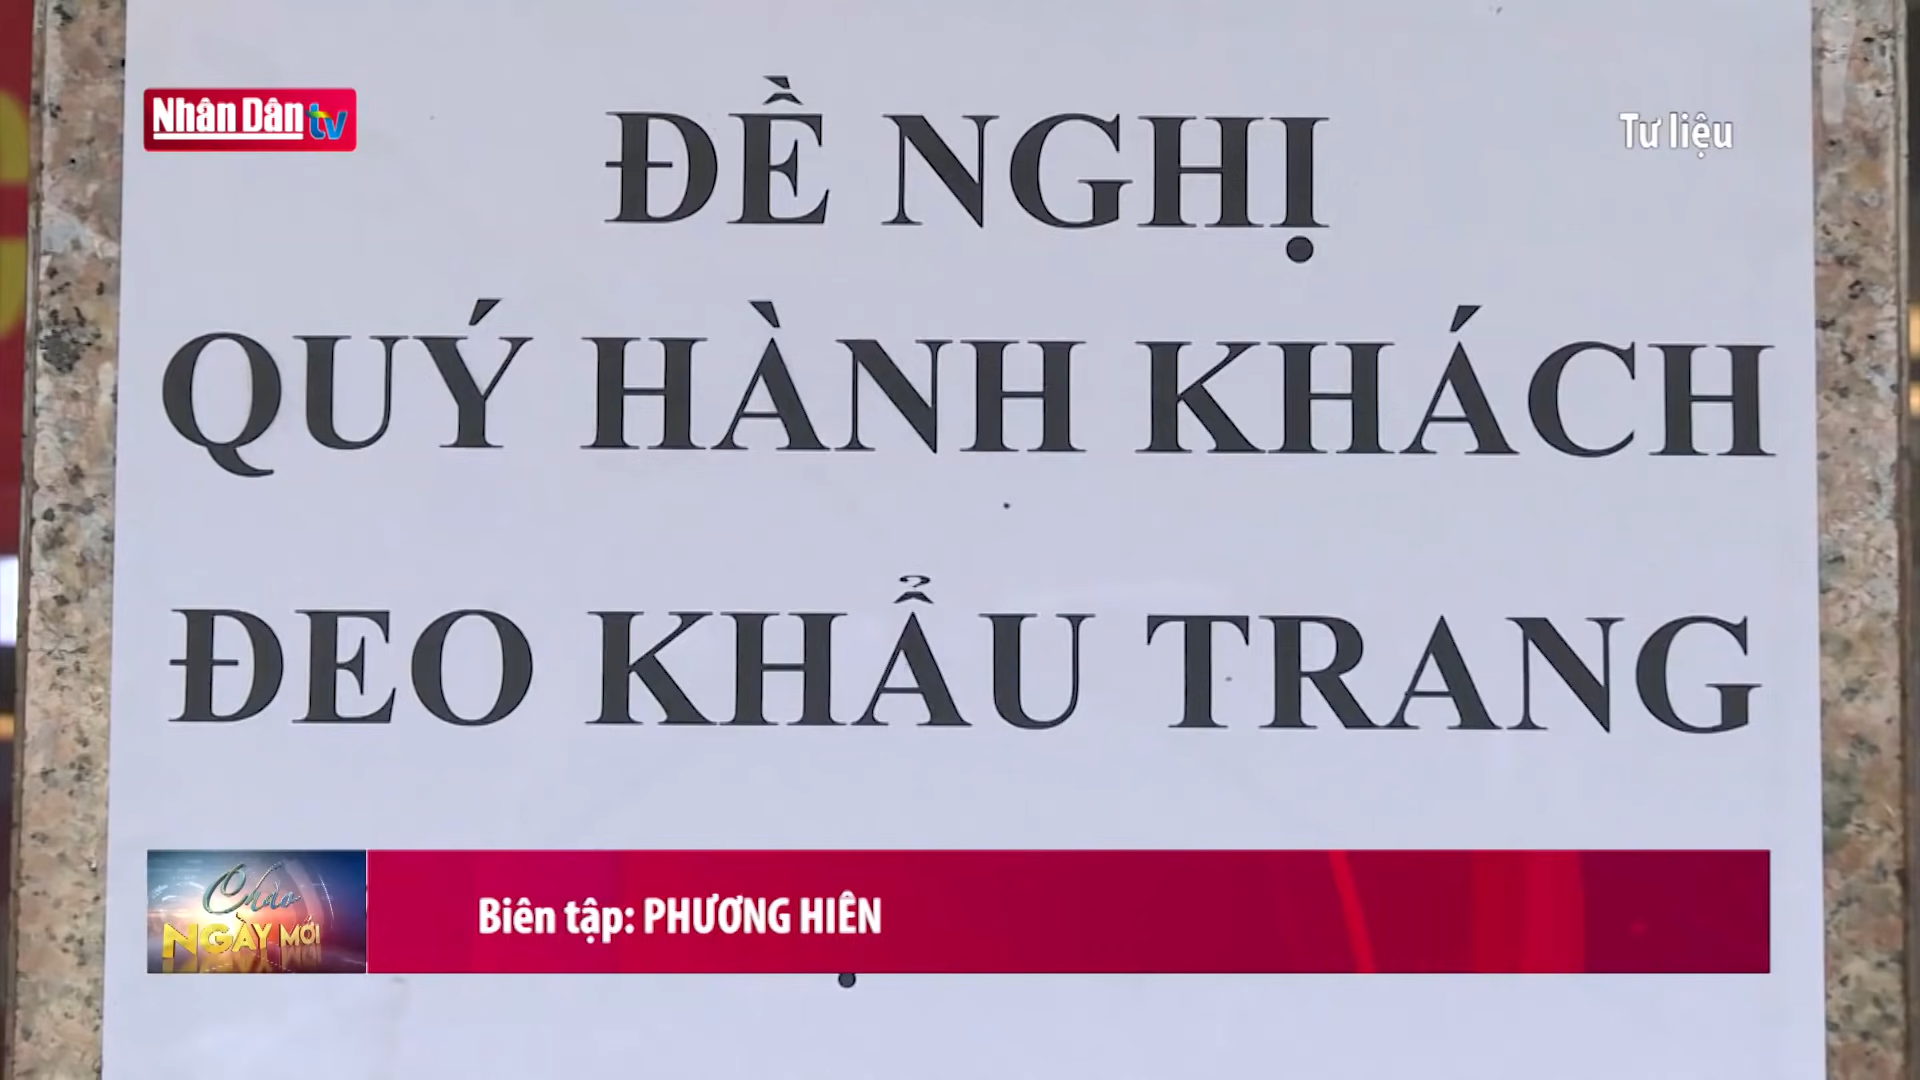 Nhân Dân tv
Tư liệu
ĐỀ NGHỊ
QUÝ HÀNH KHÁCH
ĐEO KHẨU TRANG
Chào
NGÀY MỚI
Biên tập: PHƯƠNG HIÊN